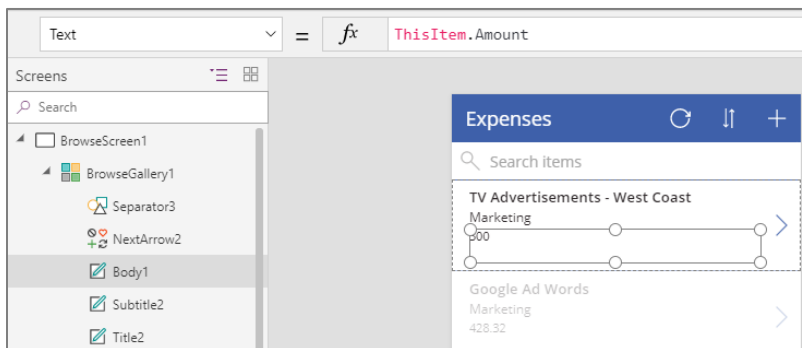 Text = fx ThisItem.Amount
Screens
Search
BrowseScreen1
BrowseGallery1
Separator3
NextArrow2
Body1
Subtitle2
Title2
Expenses
Search items
TV Advertisements - West Coast
Marketing
300
Google Ad Words
Marketing
428.32